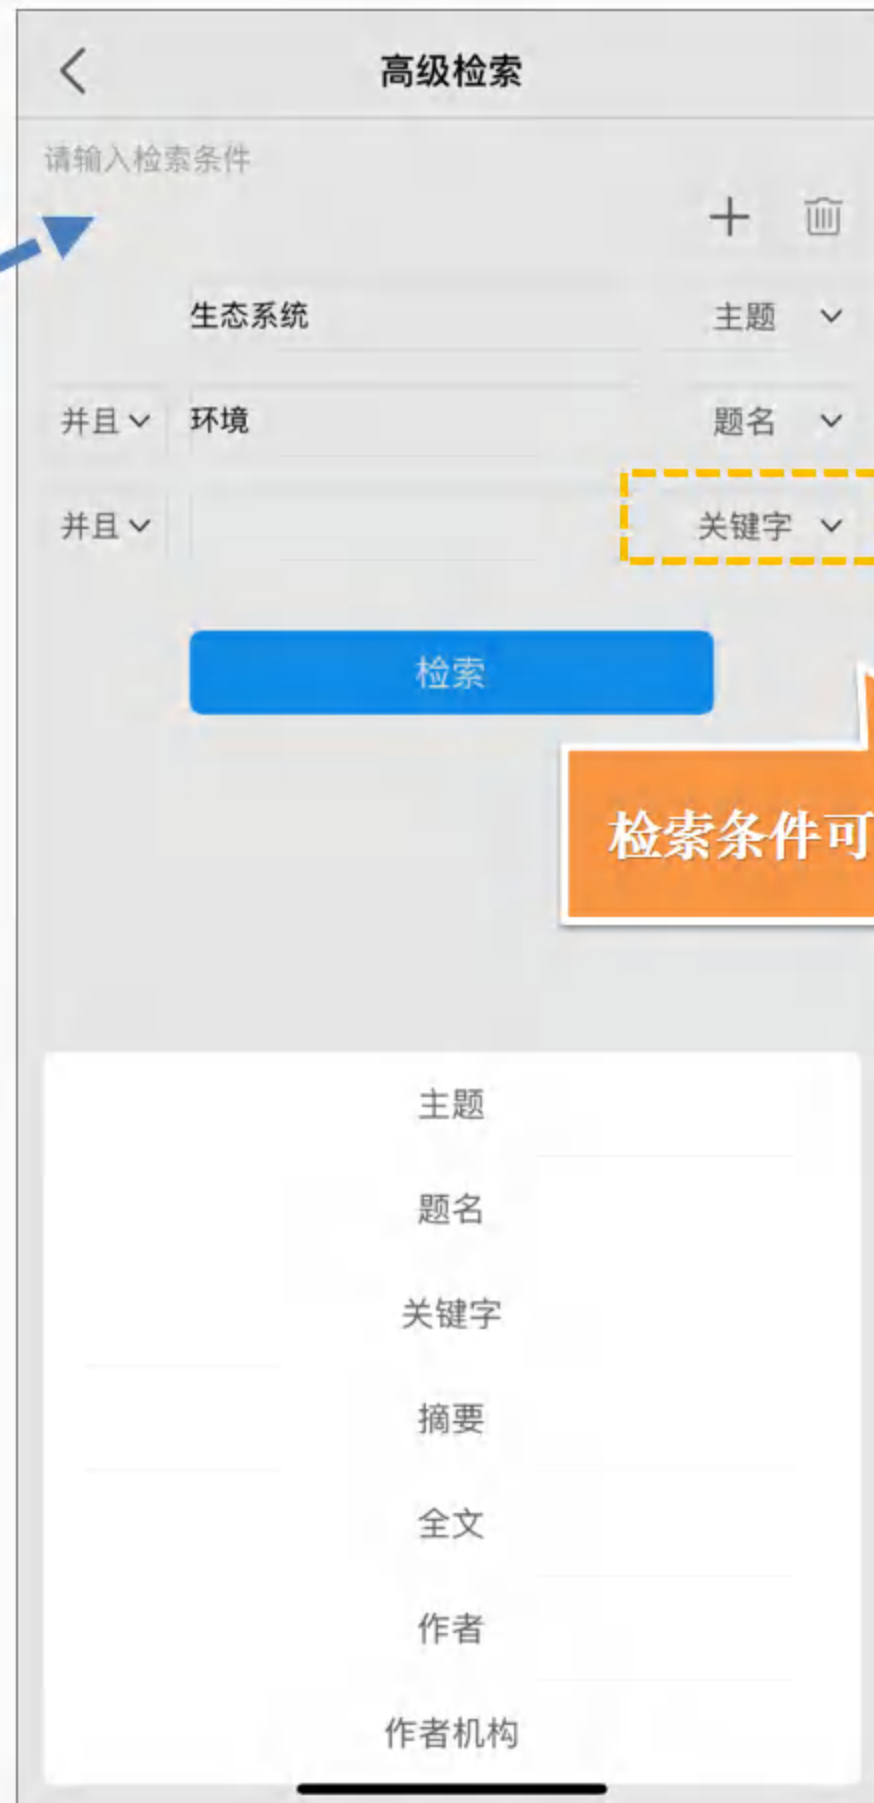 高级检索
请输入检索条件
生态系统 主题
并且 环境 题名
并且 关键字
检索
检索条件可
主题
题名
关键字
摘要
全文
作者
作者机构